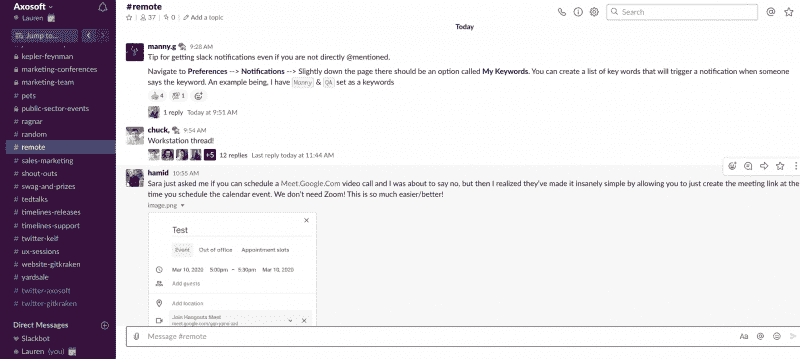 Axosoft
Lauren
Jump to...
kepler-feynman
marketing-conferences
marketing-team
# pets
public-sector-events
# ragnar
# random
# remote
# sales-marketing
# shout-outs
# swag-and-prizes
# tedtalks
# timelines-releases
# timelines-support
# twitter-keif
# ux-sessions
# website-gitkraken
# yardsale
# twitter-axosoft
# twitter-gitkraken
Direct Messages
Slackbot
Lauren (you)
#remote
37 | 0 | Add a topic
Search
Today
manny.g 9:28 AM
Tip for getting slack notifications even if you are not directly @mentioned.
Navigate to Preferences --> Notifications --> Slightly down the page there should be an option called My Keywords. You can create a list of key words that will trigger a notification when someone
says the keyword. An example being, I have Manny & QA set as a keywords
4 1
1 reply Today at 9:51 AM
chuck, 9:54 AM
Workstation thread!
+5 12 replies Last reply today at 11:44 AM
hamid 10:55 AM
Sara just asked me if you can schedule a Meet.Google.Com video call and I was about to say no, but then I realized they've made it insanely simple by allowing you to just create the meeting link at the
time you schedule the calendar event. We don't need Zoom! This is so much easier/better!
image.png
Test
Event Out of office Appointment slots
Mar 10, 2020 5:00pm – 5:30pm Mar 10, 2020
Add guests
Add location
Join Hangouts Meet
Message #remote
Aa